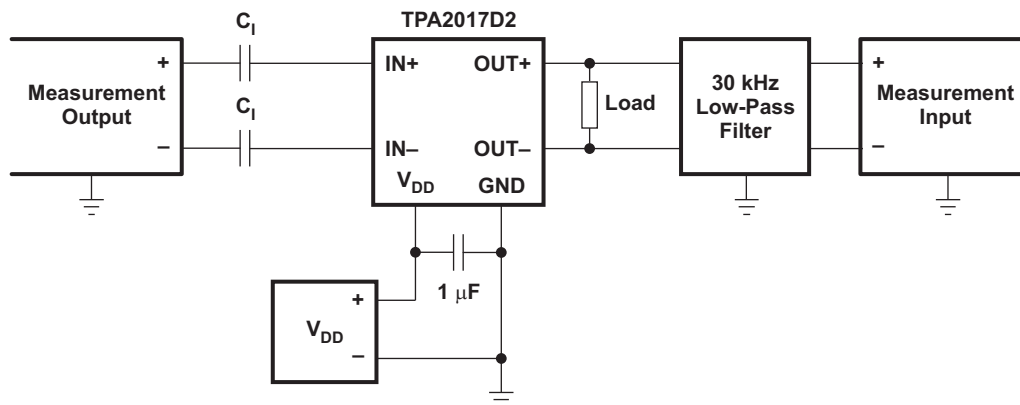 TPA2017D2
C_I
+
Measurement
Output
–
C_I
IN+
OUT+
IN–
OUT–
V_DD
GND
Load
30 kHz
Low-Pass
Filter
+
Measurement
Input
–
1 μF
+
V_DD
–